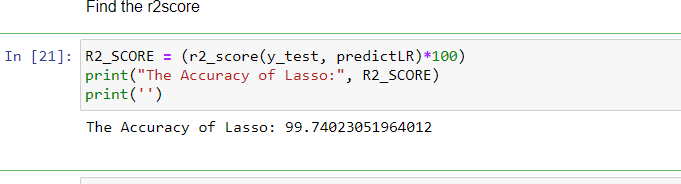 Find the r2score
In [21]: R2_SCORE = (r2_score(y_test, predictLR)*100)
print("The Accuracy of Lasso:", R2_SCORE)
print('')
The Accuracy of Lasso: 99.74023051964012